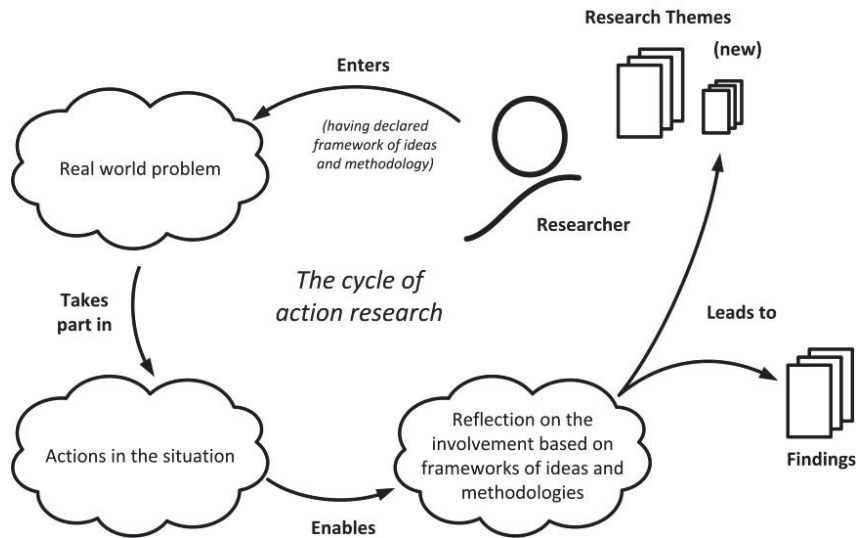 Research Themes
(new)
Enters
(having declared
framework of ideas
and methodology)
Real world problem
Researcher
The cycle of
action research
Takes
part in
Leads to
Actions in the situation
Reflection on the
involvement based on
frameworks of ideas and
methodologies
Findings
Enables